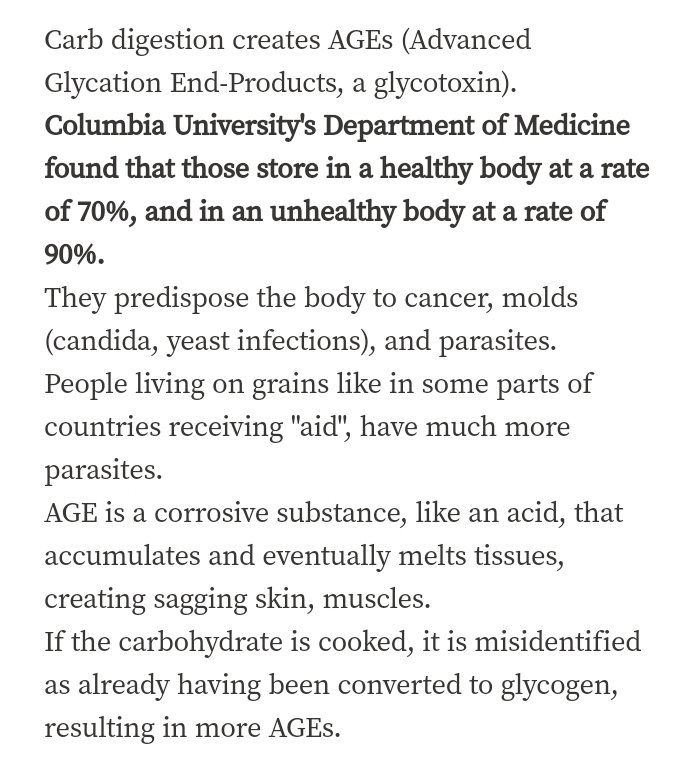 Carb digestion creates AGEs (Advanced
Glycation End-Products, a glycotoxin).
Columbia University's Department of Medicine
found that those store in a healthy body at a rate
of 70%, and in an unhealthy body at a rate of
90%.
They predispose the body to cancer, molds
(candida, yeast infections), and parasites.
People living on grains like in some parts of
countries receiving "aid", have much more
parasites.
AGE is a corrosive substance, like an acid, that
accumulates and eventually melts tissues,
creating sagging skin, muscles.
If the carbohydrate is cooked, it is misidentified
as already having been converted to glycogen,
resulting in more AGEs.